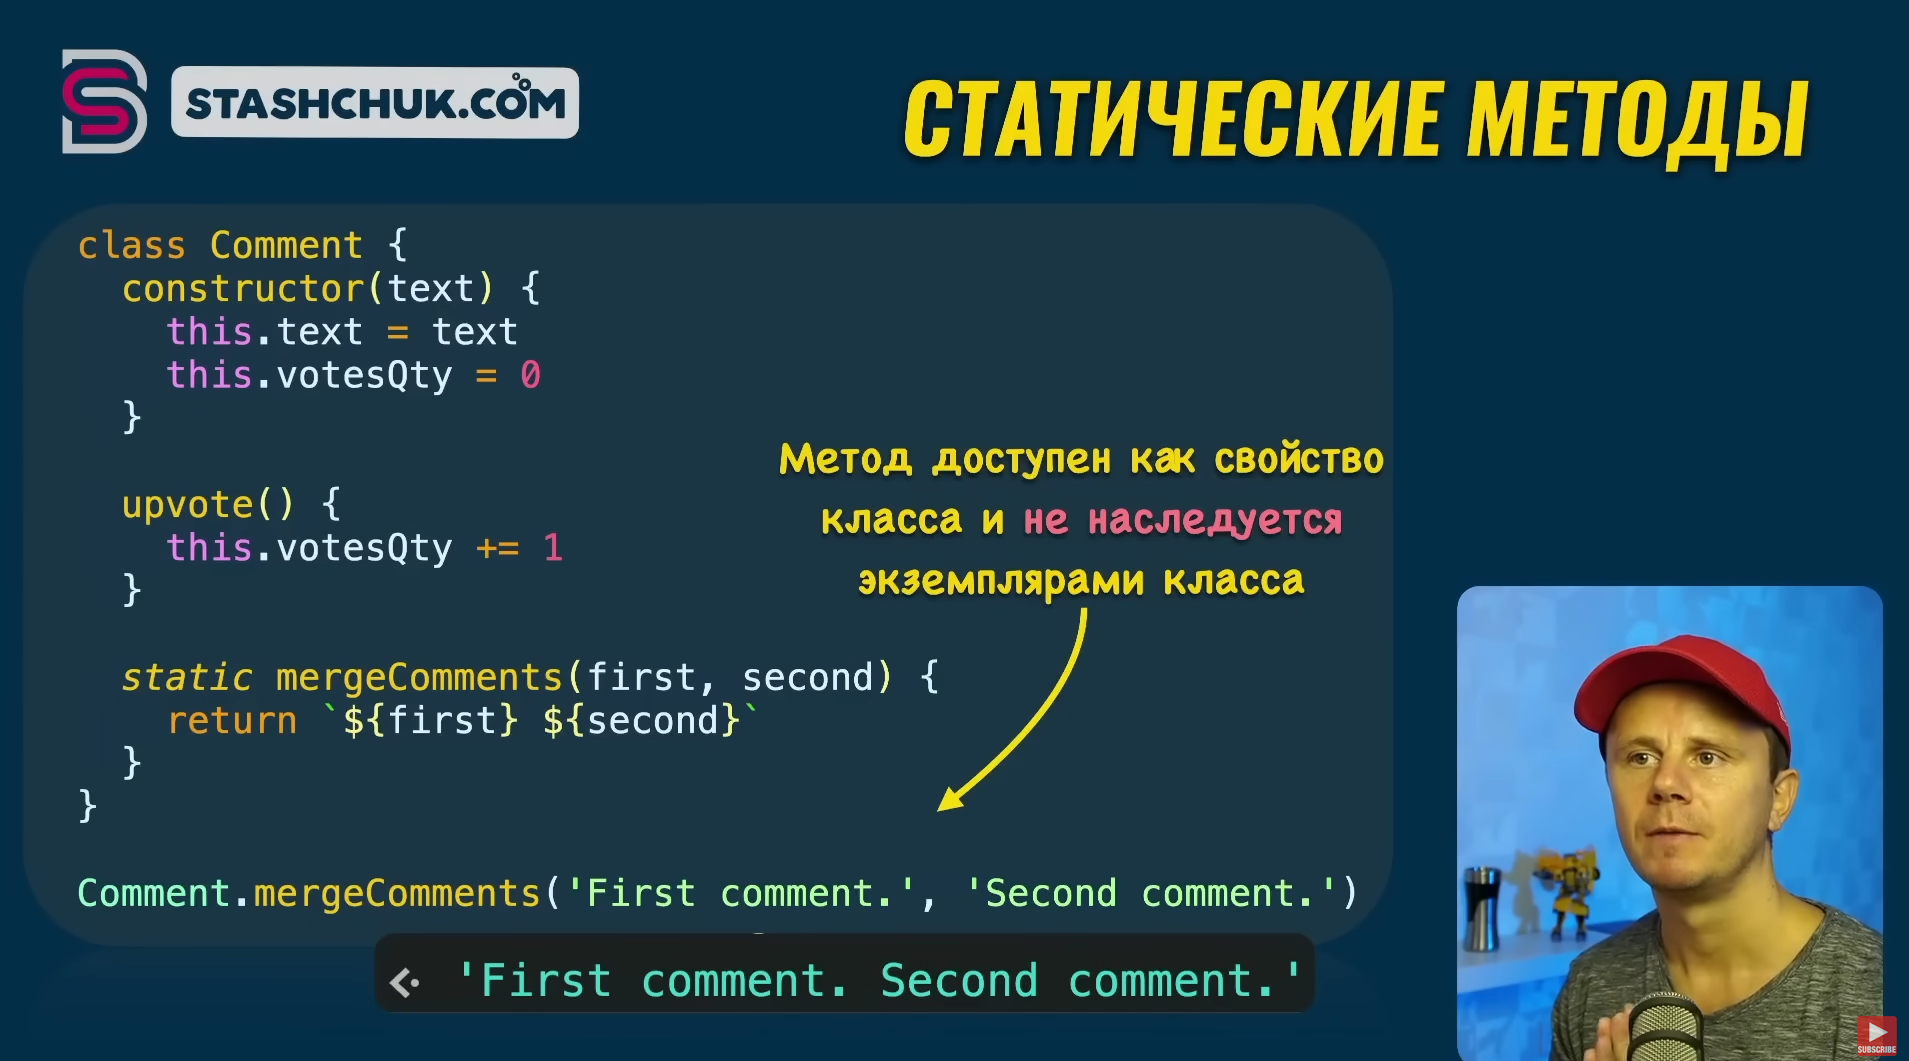 STASHCHUK.COM
СТАТИЧЕСКИЕ МЕТОДЫ
class Comment {
  constructor(text) {
    this.text = text
    this.votesQty = 0
  }
  upvote() {
    this.votesQty += 1
  }
  static mergeComments(first, second) {
    return `${first} ${second}`
  }
}
Метод доступен как свойство
класса и не наследуется
экземплярами класса
Comment.mergeComments('First comment.', 'Second comment.')
'First comment. Second comment.'
SUBSCRIBE